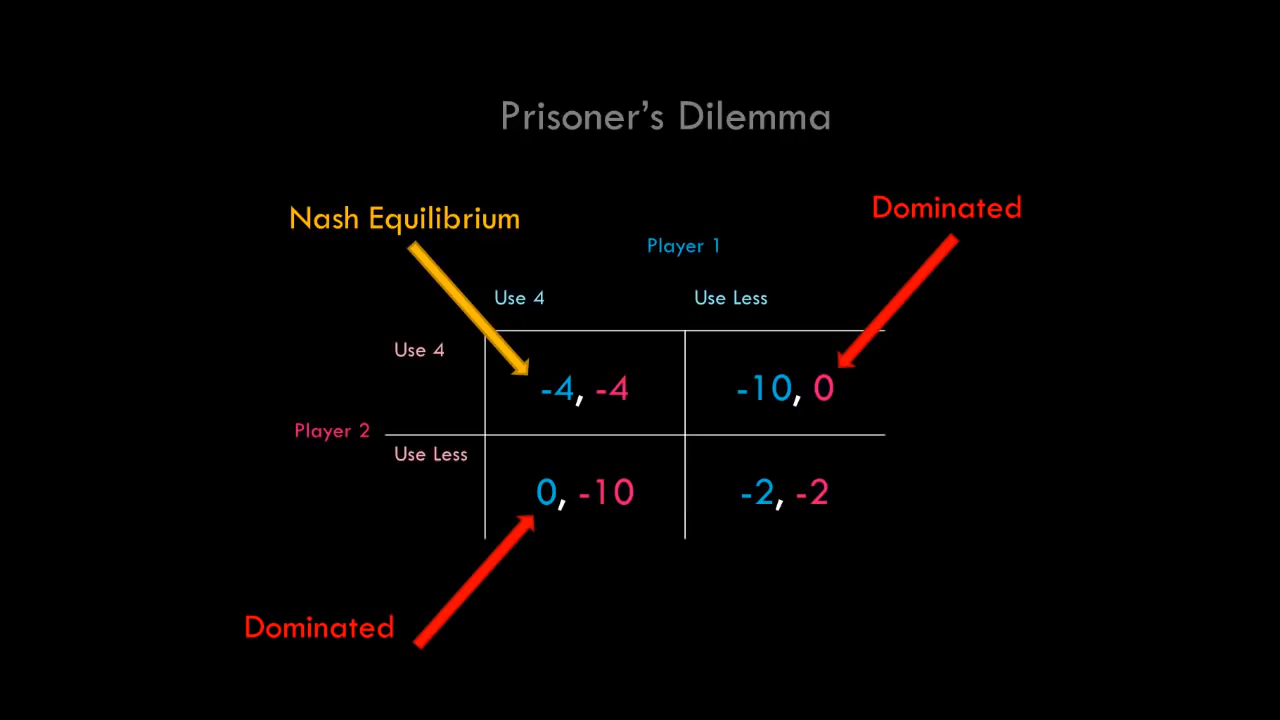 Prisoner's Dilemma
Nash Equilibrium
Dominated
Player 1
Use 4
Use Less
Use 4
-4, -4
-10, 0
Player 2
Use Less
0, -10
-2, -2
Dominated